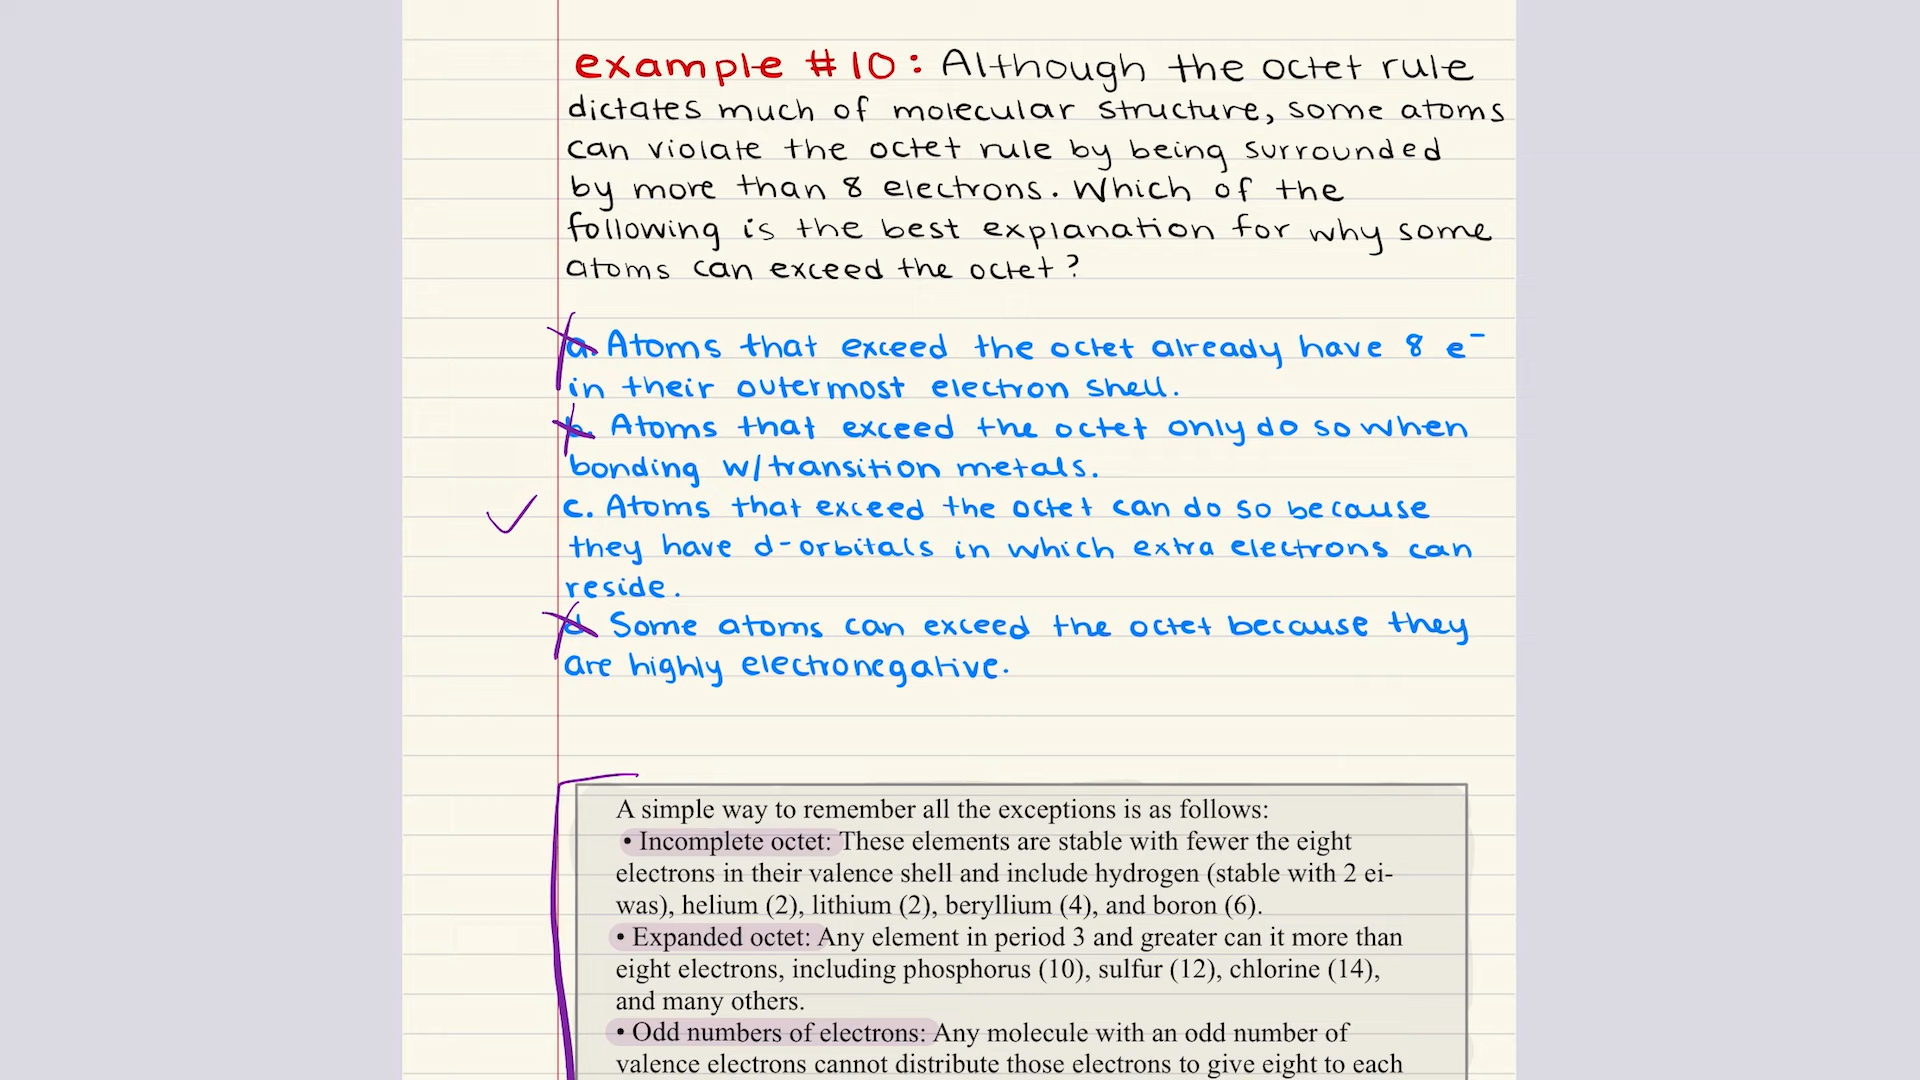 example #10: Although the octet rule
dictates much of molecular structure, some atoms
can violate the octet rule by being surrounded
by more than 8 electrons. Which of the
following is the best explanation for why some
atoms can exceed the octet?
a. Atoms that exceed the octet already have 8 e⁻
in their outermost electron shell.
b. Atoms that exceed the octet only do so when
bonding w/transition metals.
c. Atoms that exceed the octet can do so because
they have d-orbitals in which extra electrons can
reside.
d. Some atoms can exceed the octet because they
are highly electronegative.
A simple way to remember all the exceptions is as follows:
• Incomplete octet: These elements are stable with fewer the eight
electrons in their valence shell and include hydrogen (stable with 2 ei-
was), helium (2), lithium (2), beryllium (4), and boron (6).
• Expanded octet: Any element in period 3 and greater can it more than
eight electrons, including phosphorus (10), sulfur (12), chlorine (14),
and many others.
• Odd numbers of electrons: Any molecule with an odd number of
valence electrons cannot distribute those electrons to give eight to each